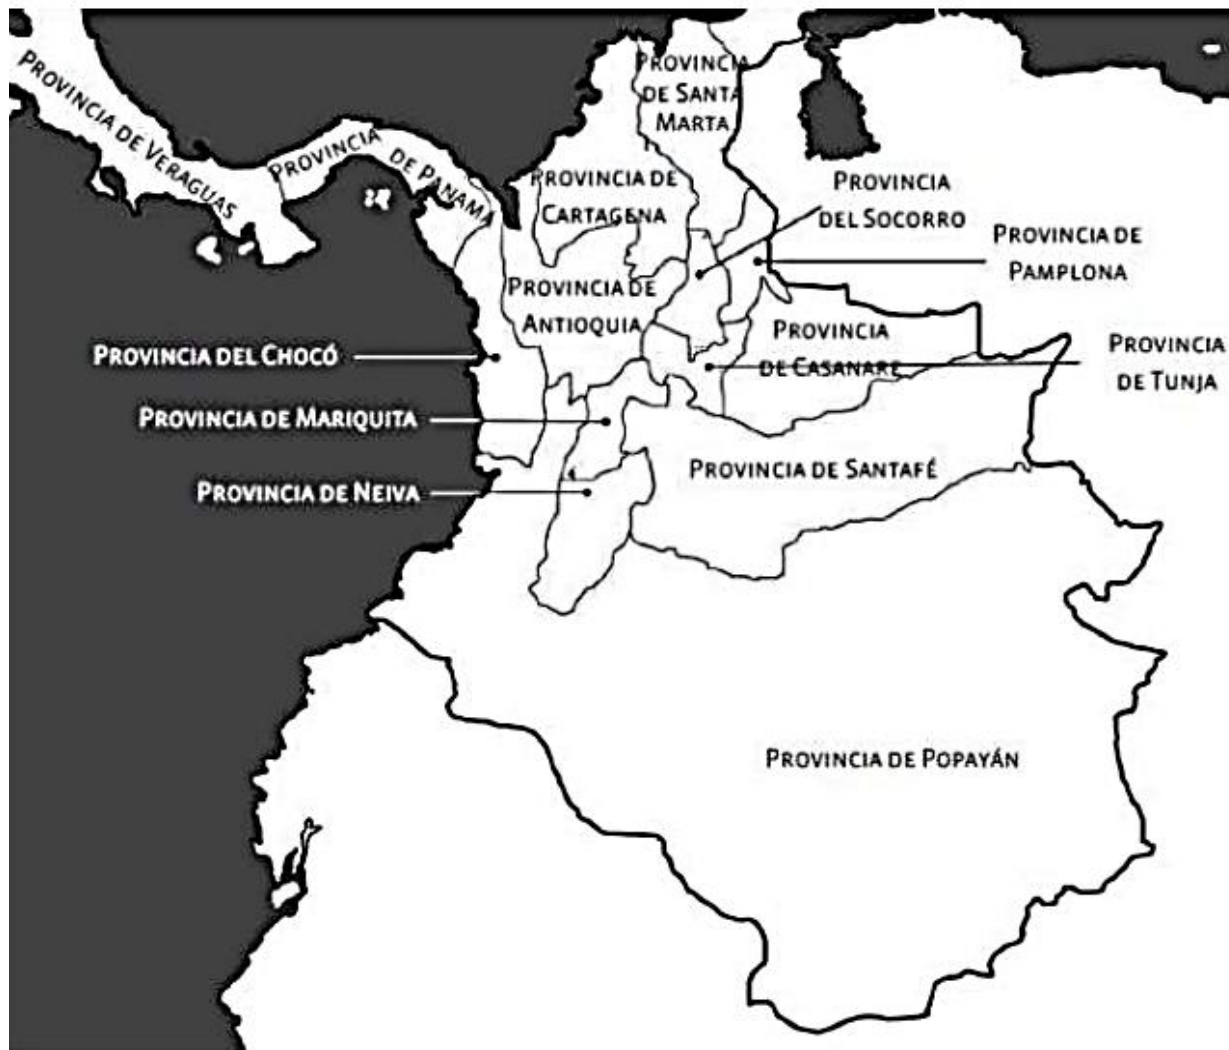 PROVINCIA DE VERAGUAS
PROVINCIA
DE PANAMÁ
PROVINCIA
DE SANTA
MARTA
PROVINCIA DE
CARTAGENA
PROVINCIA
DEL SOCORRO
PROVINCIA DE
PAMPLONA
PROVINCIA DE
ANTIOQUIA
PROVINCIA
DE CASANARE
PROVINCIA
DE TUNJA
PROVINCIA DEL CHOCÓ
PROVINCIA DE MARIQUITA
PROVINCIA DE SANTAFÉ
PROVINCIA DE NEIVA
PROVINCIA DE POPAYÁN